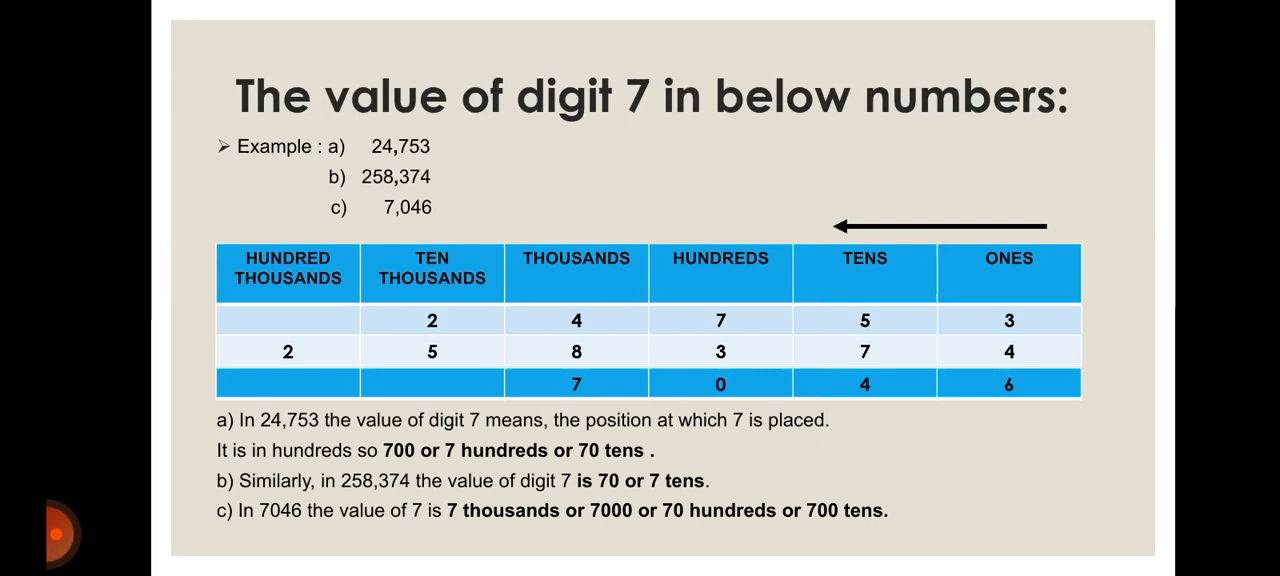 The value of digit 7 in below numbers:
➢ Example : a) 24,753
b) 258,374
c) 7,046
HUNDRED THOUSANDS TEN THOUSANDS THOUSANDS HUNDREDS TENS ONES
2 4 7 5 3
2 5 8 3 7 4
7 0 4 6
a) In 24,753 the value of digit 7 means, the position at which 7 is placed.
It is in hundreds so 700 or 7 hundreds or 70 tens .
b) Similarly, in 258,374 the value of digit 7 is 70 or 7 tens.
c) In 7046 the value of 7 is 7 thousands or 7000 or 70 hundreds or 700 tens.